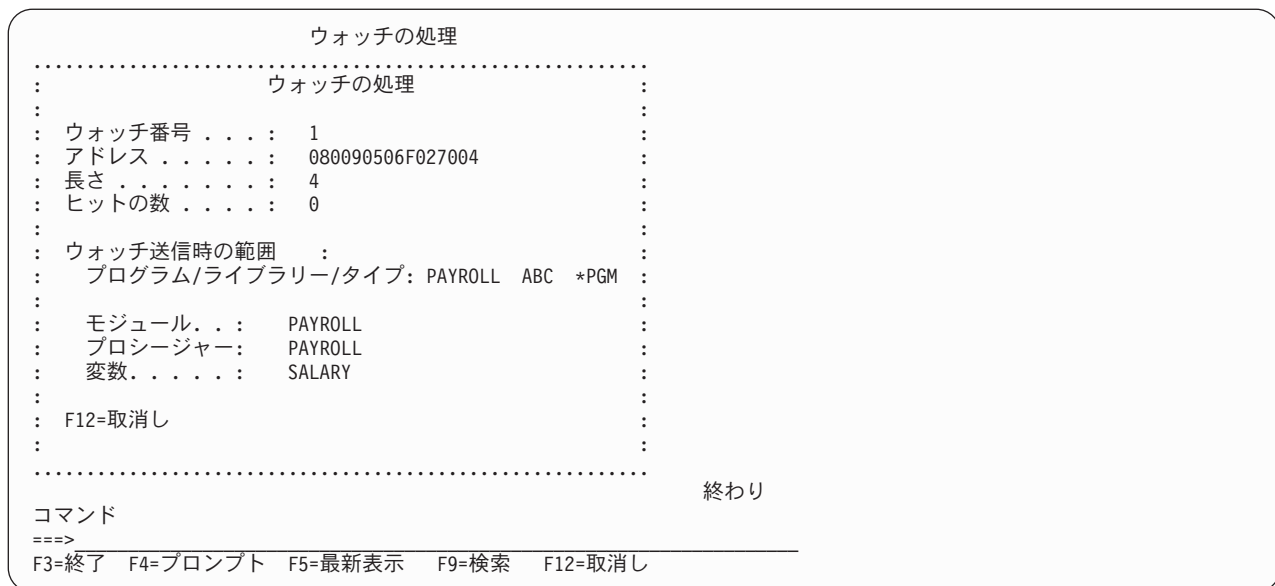 ウォッチの処理
..........................................................
: ウォッチの処理 :
: :
: ウォッチ番号 . . . : 1 :
: アドレス . . . . . : 080090506F027004 :
: 長さ . . . . . . . : 4 :
: ヒットの数 . . . . : 0 :
: :
: ウォッチ送信時の範囲 : :
: プログラム/ライブラリー/タイプ: PAYROLL ABC *PGM :
: :
: モジュール. . : PAYROLL :
: プロシージャー: PAYROLL :
: 変数. . . . . : SALARY :
: :
: F12=取消し :
: :
..........................................................
終わり
コマンド
===>____________________________________________________________________
F3=終了 F4=プロンプト F5=最新表示 F9=検索 F12=取消し